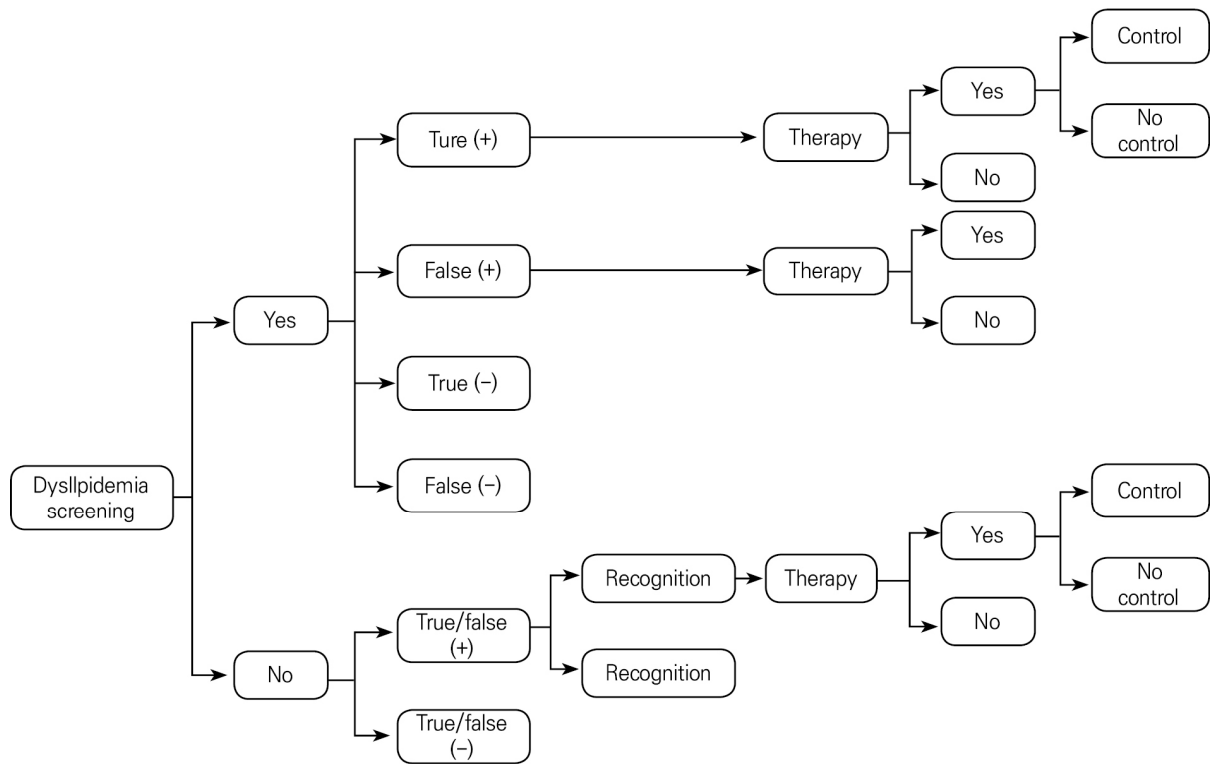 Control
Yes
Ture (+)
Therapy
No
control
No
Yes
False (+)
Therapy
Yes
No
True (−)
Dysllpidemia
screening
False (−)
Control
Yes
Recognition
Therapy
No
control
True/false
(+)
No
No
Recognition
True/false
(−)